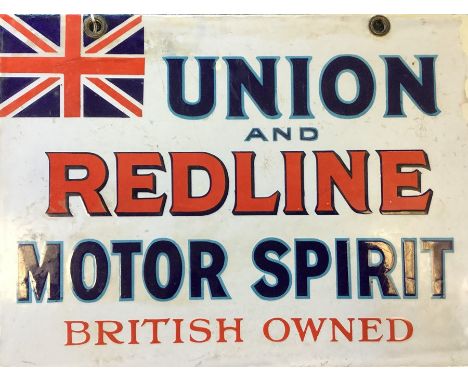 UNION
AND
REDLINE
MOTOR SPIRIT
BRITISH OWNED